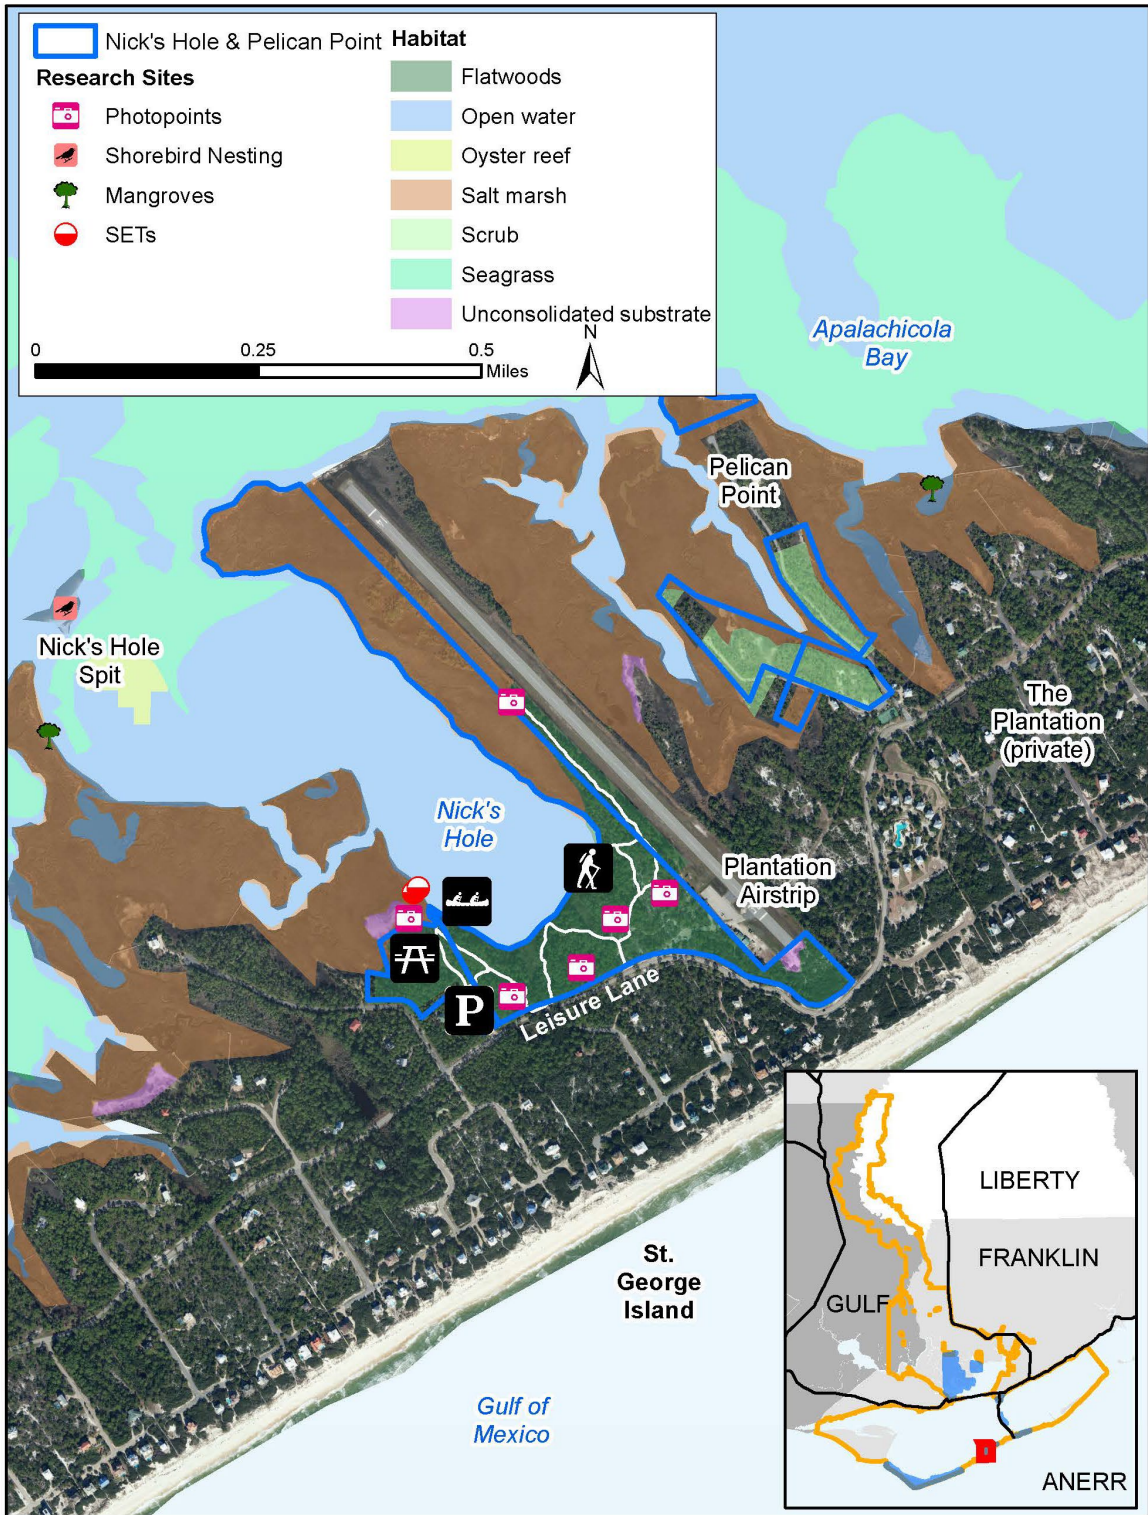 Nick's Hole & Pelican Point
Research Sites
Photopoints
Shorebird Nesting
Mangroves
SETs
Habitat
Flatwoods
Open water
Oyster reef
Salt marsh
Scrub
Seagrass
Unconsolidated substrate
0 0.25 0.5
Miles
N
Apalachicola
Bay
Pelican
Point
Nick's Hole
Spit
The
Plantation
(private)
Nick's
Hole
Plantation
Airstrip
P
Leisure Lane
St.
George
Island
Gulf of
Mexico
LIBERTY
FRANKLIN
GULF
ANERR